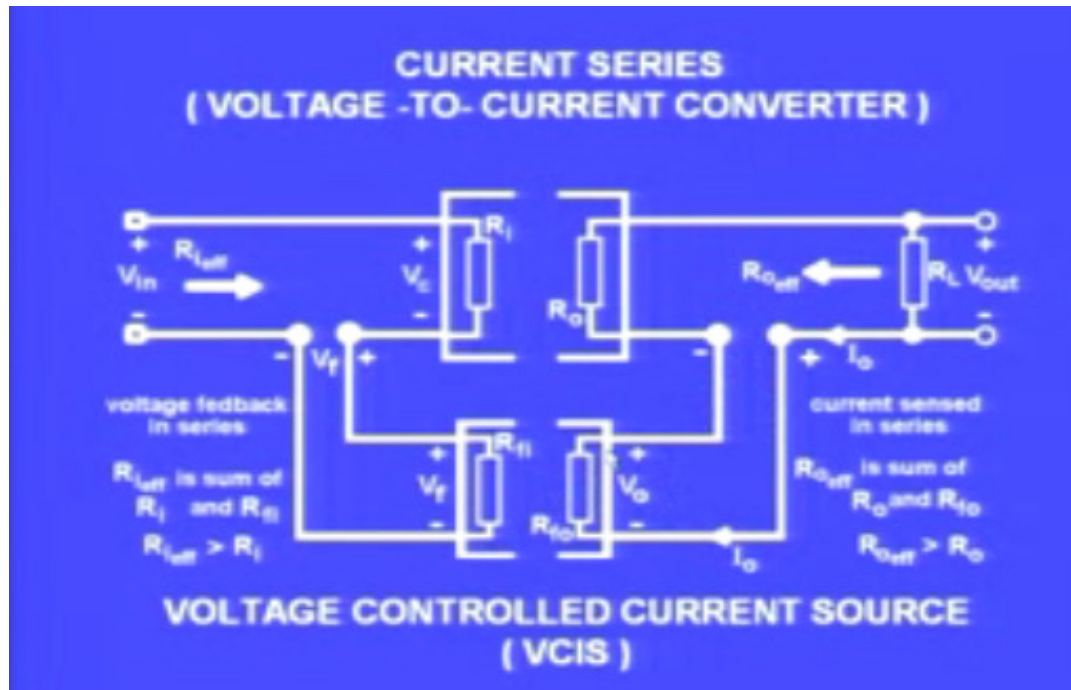 CURRENT SERIES
( VOLTAGE -TO- CURRENT CONVERTER )
Ri
+
Vin
-
Rieff
+
Vc
-
Ro
Roeff
RL
+
Vout
-
- Vf +
-
+
Io
voltage fedback
in series
Rieff is sum of
Ri and Rfi
Rieff > Ri
Rfi
+
Vf
-
Rfo
+
Vo
-
Io
current sensed
in series
Roeff is sum of
Ro and Rfo
Roeff > Ro
VOLTAGE CONTROLLED CURRENT SOURCE
( VCIS )